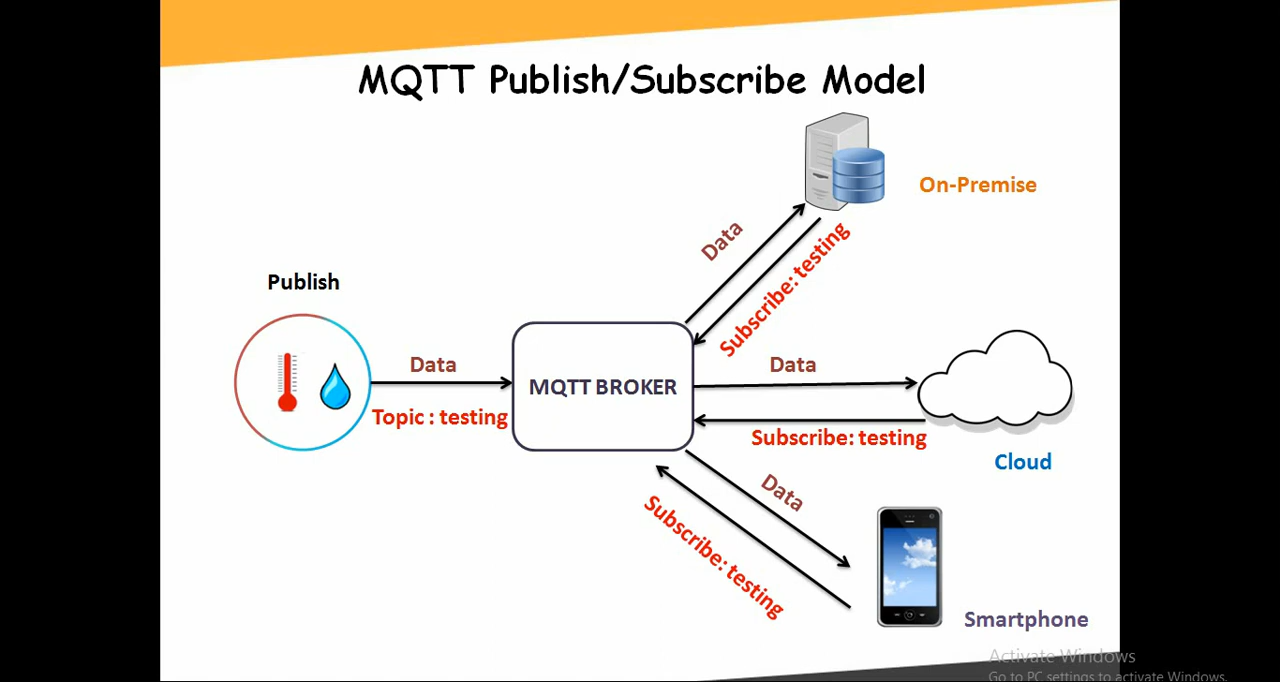 MQTT Publish/Subscribe Model
On-Premise
Data
Subscribe: testing
Publish
Data
Topic : testing
MQTT BROKER
Data
Subscribe: testing
Cloud
Data
Subscribe: testing
Smartphone
Activate Windows
Go to PC settings to activate Windows.